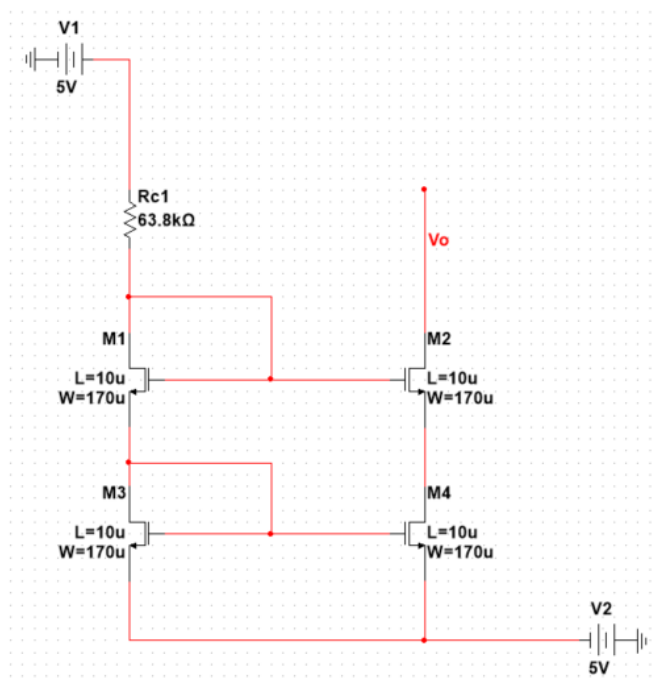 V1
5V
Rc1
63.8kΩ
Vo
M1
L=10u
W=170u
M2
L=10u
W=170u
M3
L=10u
W=170u
M4
L=10u
W=170u
V2
5V